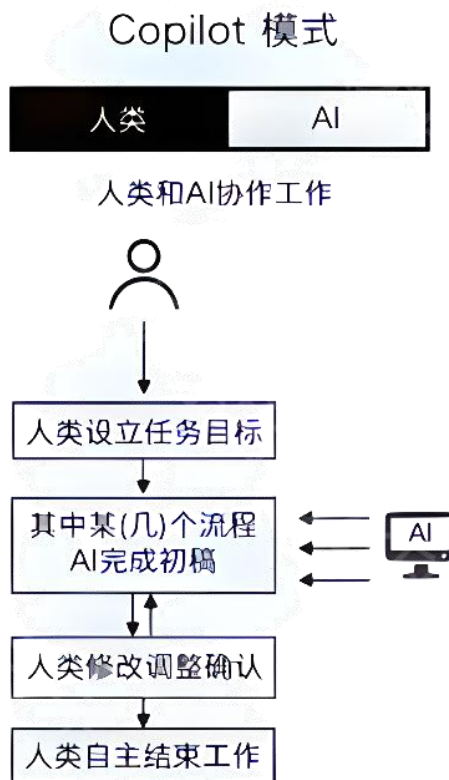 Copilot 模式
人类
AI
人类和AI协作工作
人类设立任务目标
其中某(几)个流程
AI完成初稿
AI
人类修改调整确认
人类自主结束工作